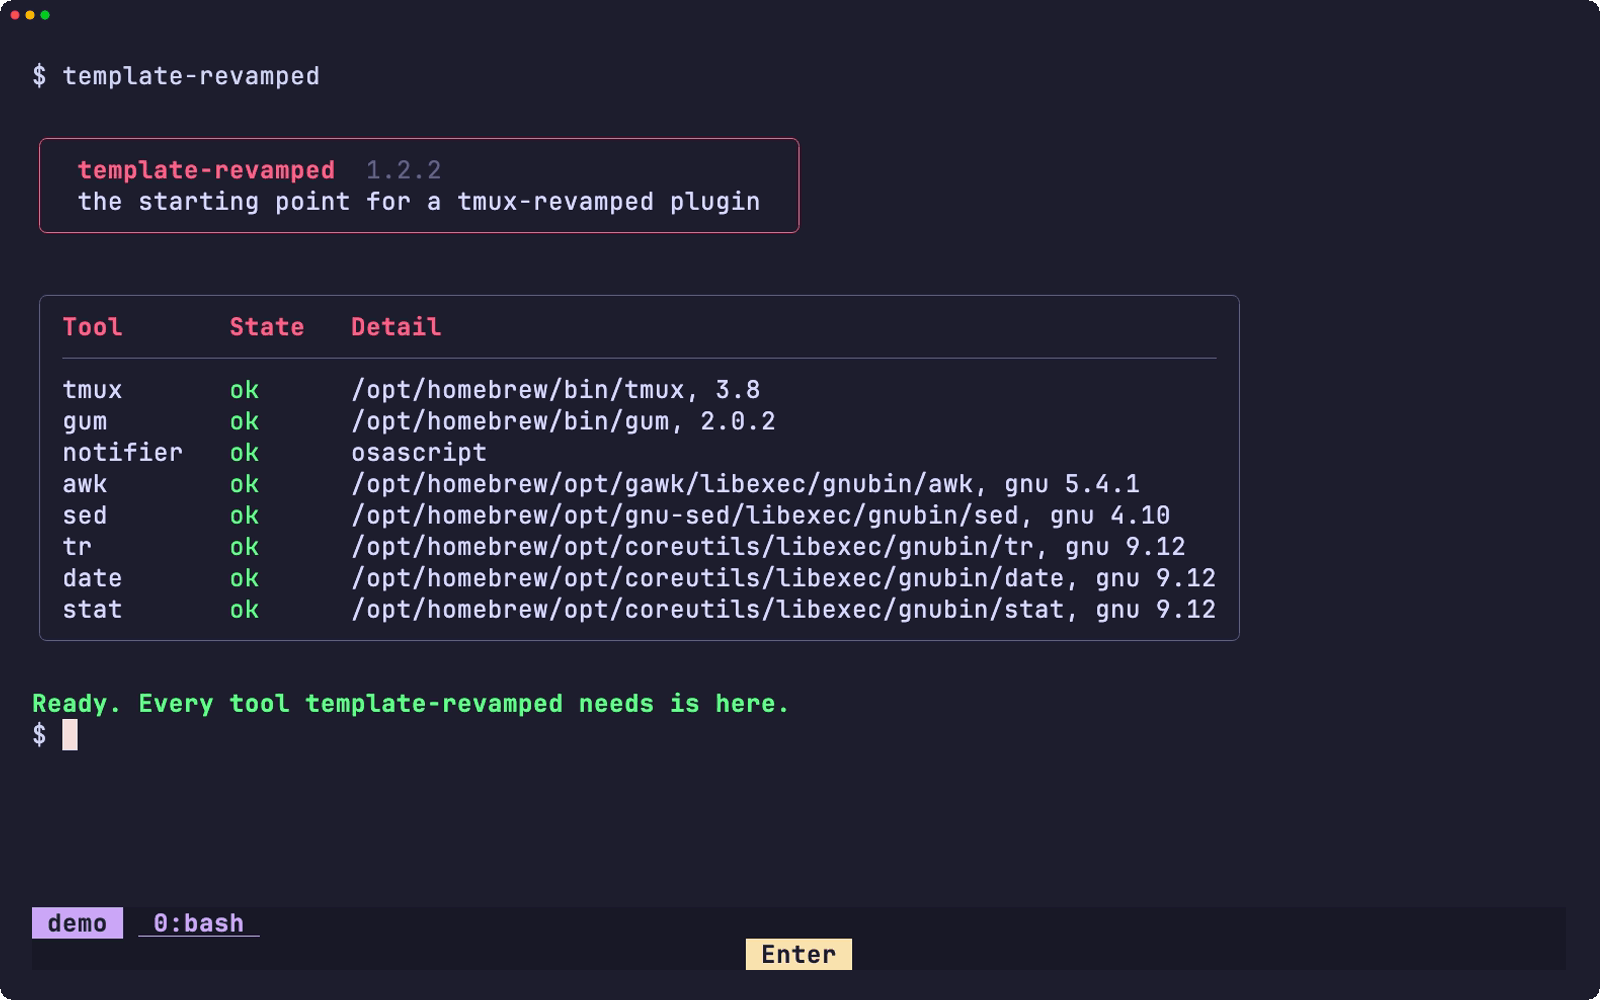 $ template-revamped
template-revamped 1.2.2
the starting point for a tmux-revamped plugin
Tool State Detail
tmux ok /opt/homebrew/bin/tmux, 3.8
gum ok /opt/homebrew/bin/gum, 2.0.2
notifier ok osascript
awk ok /opt/homebrew/opt/gawk/libexec/gnubin/awk, gnu 5.4.1
sed ok /opt/homebrew/opt/gnu-sed/libexec/gnubin/sed, gnu 4.10
tr ok /opt/homebrew/opt/coreutils/libexec/gnubin/tr, gnu 9.12
date ok /opt/homebrew/opt/coreutils/libexec/gnubin/date, gnu 9.12
stat ok /opt/homebrew/opt/coreutils/libexec/gnubin/stat, gnu 9.12
Ready. Every tool template-revamped needs is here.
$
demo 0:bash
Enter